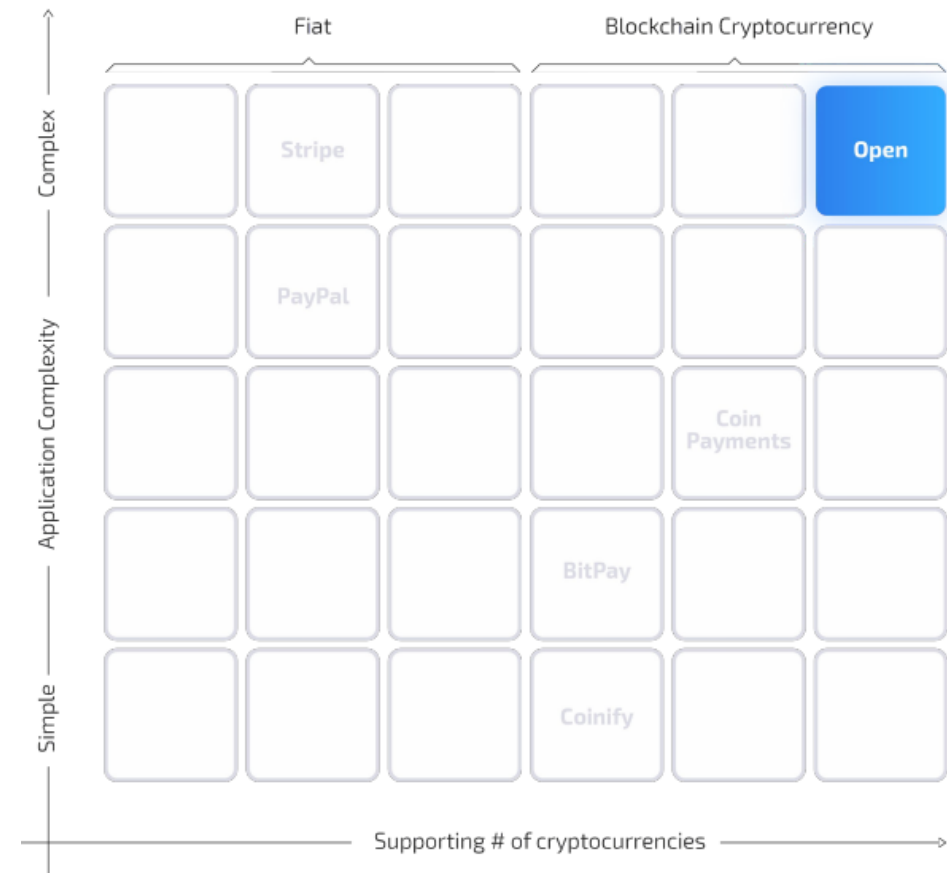 Fiat
Blockchain Cryptocurrency
Complex
Stripe
Open
PayPal
Application Complexity
Coin
Payments
BitPay
Simple
Coinify
Supporting # of cryptocurrencies